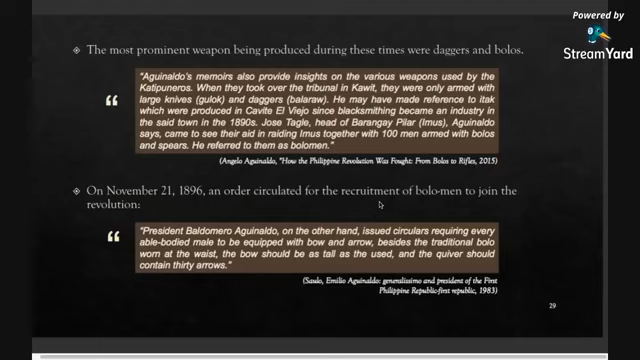 Powered by
StreamYard
The most prominent weapon being produced during these times were daggers and bolos.
“Aguinaldo's memoirs also provide insights on the various weapons used by the
Katipuneros. When they took over the tribunal in Kawit, they were only armed with
large knives (gulok) and daggers (balaraw). He may have made reference to itak
which were produced in Cavite El Viejo since blacksmithing became an industry in
the said town in the 1890s. Jose Tagle, head of Barangay Pilar (Imus), Aguinaldo
says, came to see their aid in raiding Imus together with 100 men armed with bolos
and spears. He referred to them as bolomen.”
(Angelo Aguinaldo, “How the Philippine Revolution Was Fought: From Bolos to Rifles, 2015)
On November 21, 1896, an order circulated for the recruitment of bolo-men to join the
revolution:
“President Baldomero Aguinaldo, on the other hand, issued circulars requiring every
able-bodied male to be equipped with bow and arrow, besides the traditional bolo
worn at the waist, the bow should be as tall as the used, and the quiver should
contain thirty arrows.”
(Saulo, Emilio Aguinaldo: generalissimo and president of the First
Philippine Republic-first republic, 1983)
29